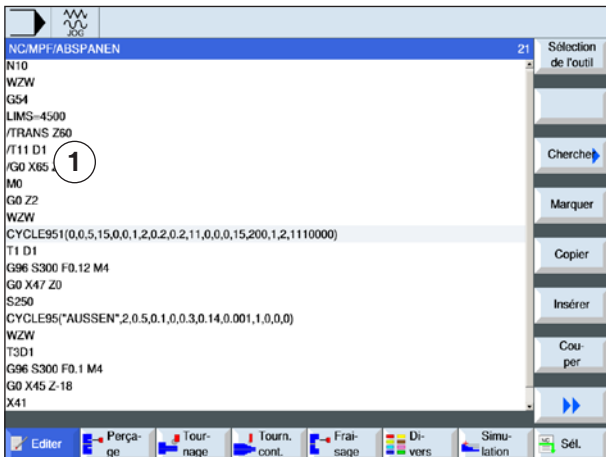 JOG
NC/MPF/ABSPANEN 21
N10
WZW
G54
LIMS=4500
/TRANS Z60
/T11 D1
/G0 X65
1
M0
G0 Z2
WZW
CYCLE951(0,0,5,15,0,0,1,2,0.2,0.2,11,0,0,0,15,200,1,2,1110000)
T1 D1
G96 S300 F0.12 M4
G0 X47 Z0
S250
CYCLE95("AUSSEN",2,0.5,0.1,0,0.3,0.14,0.001,1,0,0,0)
WZW
T3D1
G96 S300 F0.1 M4
G0 X45 Z-18
X41
Sélection
de l'outil
Chercher
Marquer
Copier
Insérer
Cou-
per
Editer
Perça-
ge
Tour-
nage
Tourn.
cont.
Frai-
sage
Di-
vers
Simu-
lation
NC
Sél.